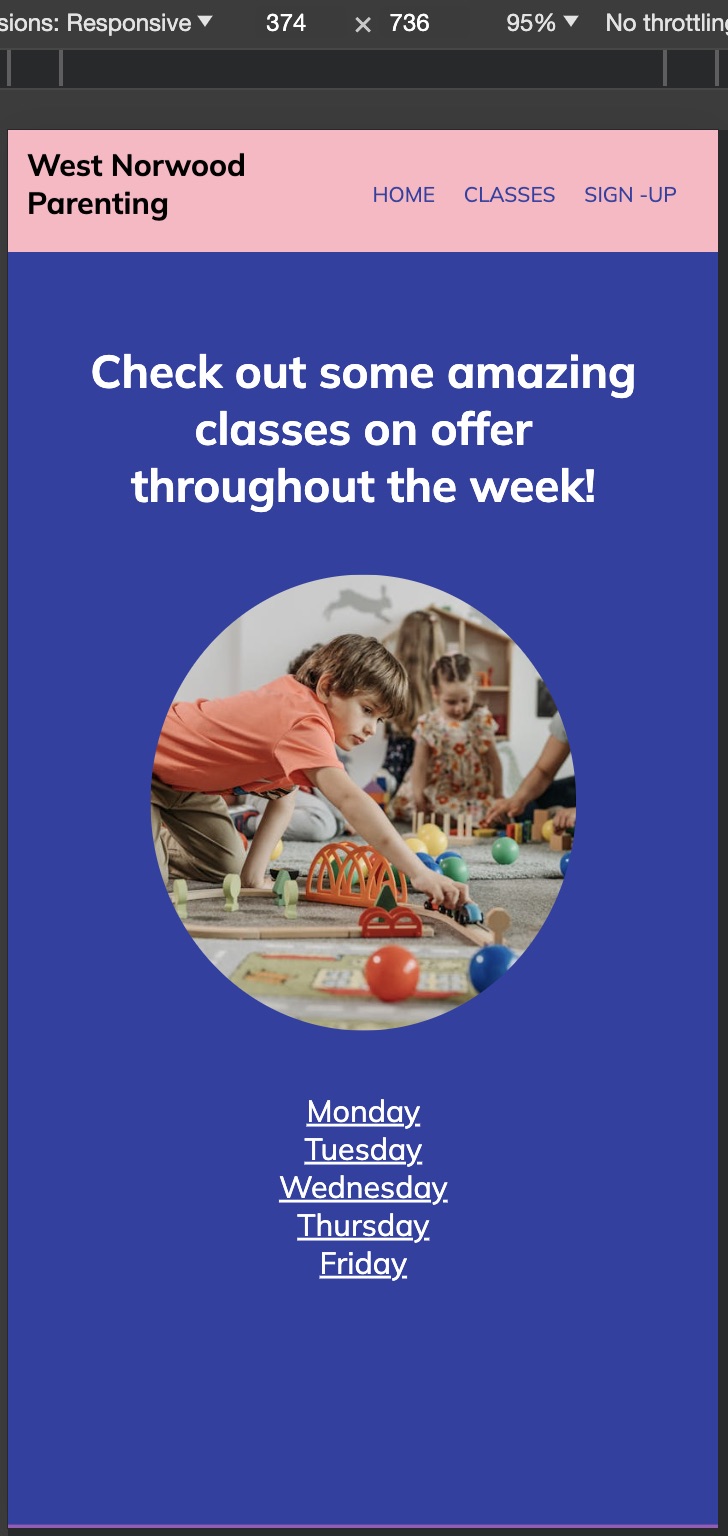 sions: Responsive ▼ 374 × 736 95% ▼ No throttling
West Norwood
Parenting
HOME CLASSES SIGN -UP
Check out some amazing
classes on offer
throughout the week!
Monday
Tuesday
Wednesday
Thursday
Friday